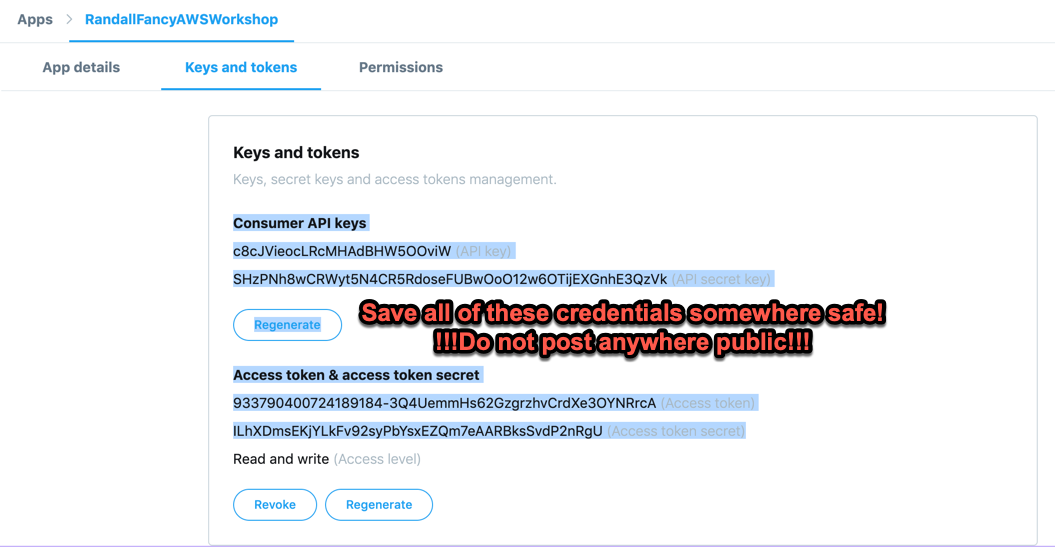 Apps > RandallFancyAWSWorkshop
App details Keys and tokens Permissions
Keys and tokens
Keys, secret keys and access tokens management.
Consumer API keys
c8cJVieocLRcMHAdBHW5OOviW (API key)
SHzPNh8wCRWyt5N4CR5RdoseFUBwOoO12w6OTijEXGnhE3QzVk (API secret key)
Regenerate
Save all of these credentials somewhere safe!
!!!Do not post anywhere public!!!
Access token & access token secret
933790400724189184-3Q4UemmHs62GzgrzhvCrdXe3OYNRrcA (Access token)
ILhXDmsEKjYLkFv92syPbYsxEZQm7eAARBksSvdP2nRgU (Access token secret)
Read and write (Access level)
Revoke Regenerate